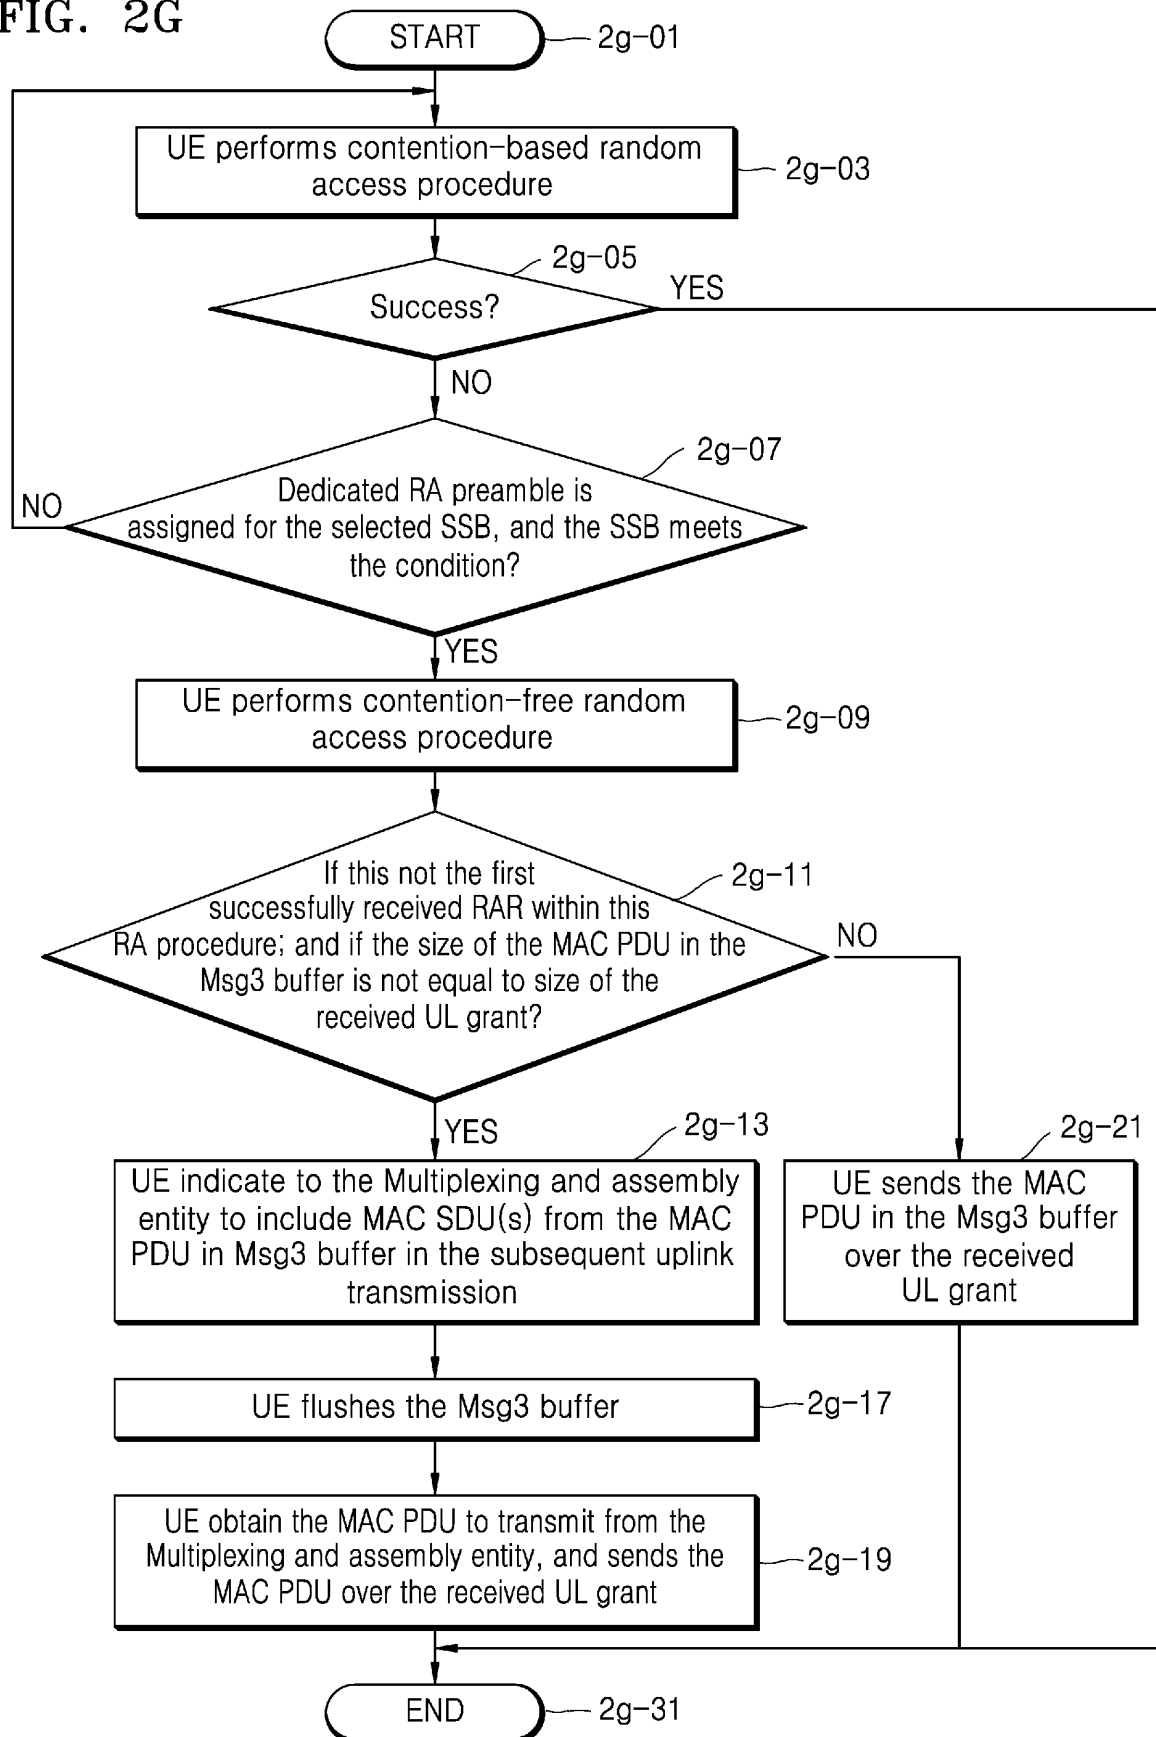 FIG. 2G
START
2g-01
UE performs contention-based random
access procedure
2g-03
2g-05
Success?
YES
NO
2g-07
Dedicated RA preamble is
assigned for the selected SSB, and the SSB meets
the condition?
NO
YES
UE performs contention-free random
access procedure
2g-09
2g-11
If this not the first
successfully received RAR within this
RA procedure; and if the size of the MAC PDU in the
Msg3 buffer is not equal to size of the
received UL grant?
NO
YES
2g-13
UE indicate to the Multiplexing and assembly
entity to include MAC SDU(s) from the MAC
PDU in Msg3 buffer in the subsequent uplink
transmission
2g-21
UE sends the MAC
PDU in the Msg3 buffer
over the received
UL grant
UE flushes the Msg3 buffer
2g-17
UE obtain the MAC PDU to transmit from the
Multiplexing and assembly entity, and sends the
MAC PDU over the received UL grant
2g-19
END
2g-31